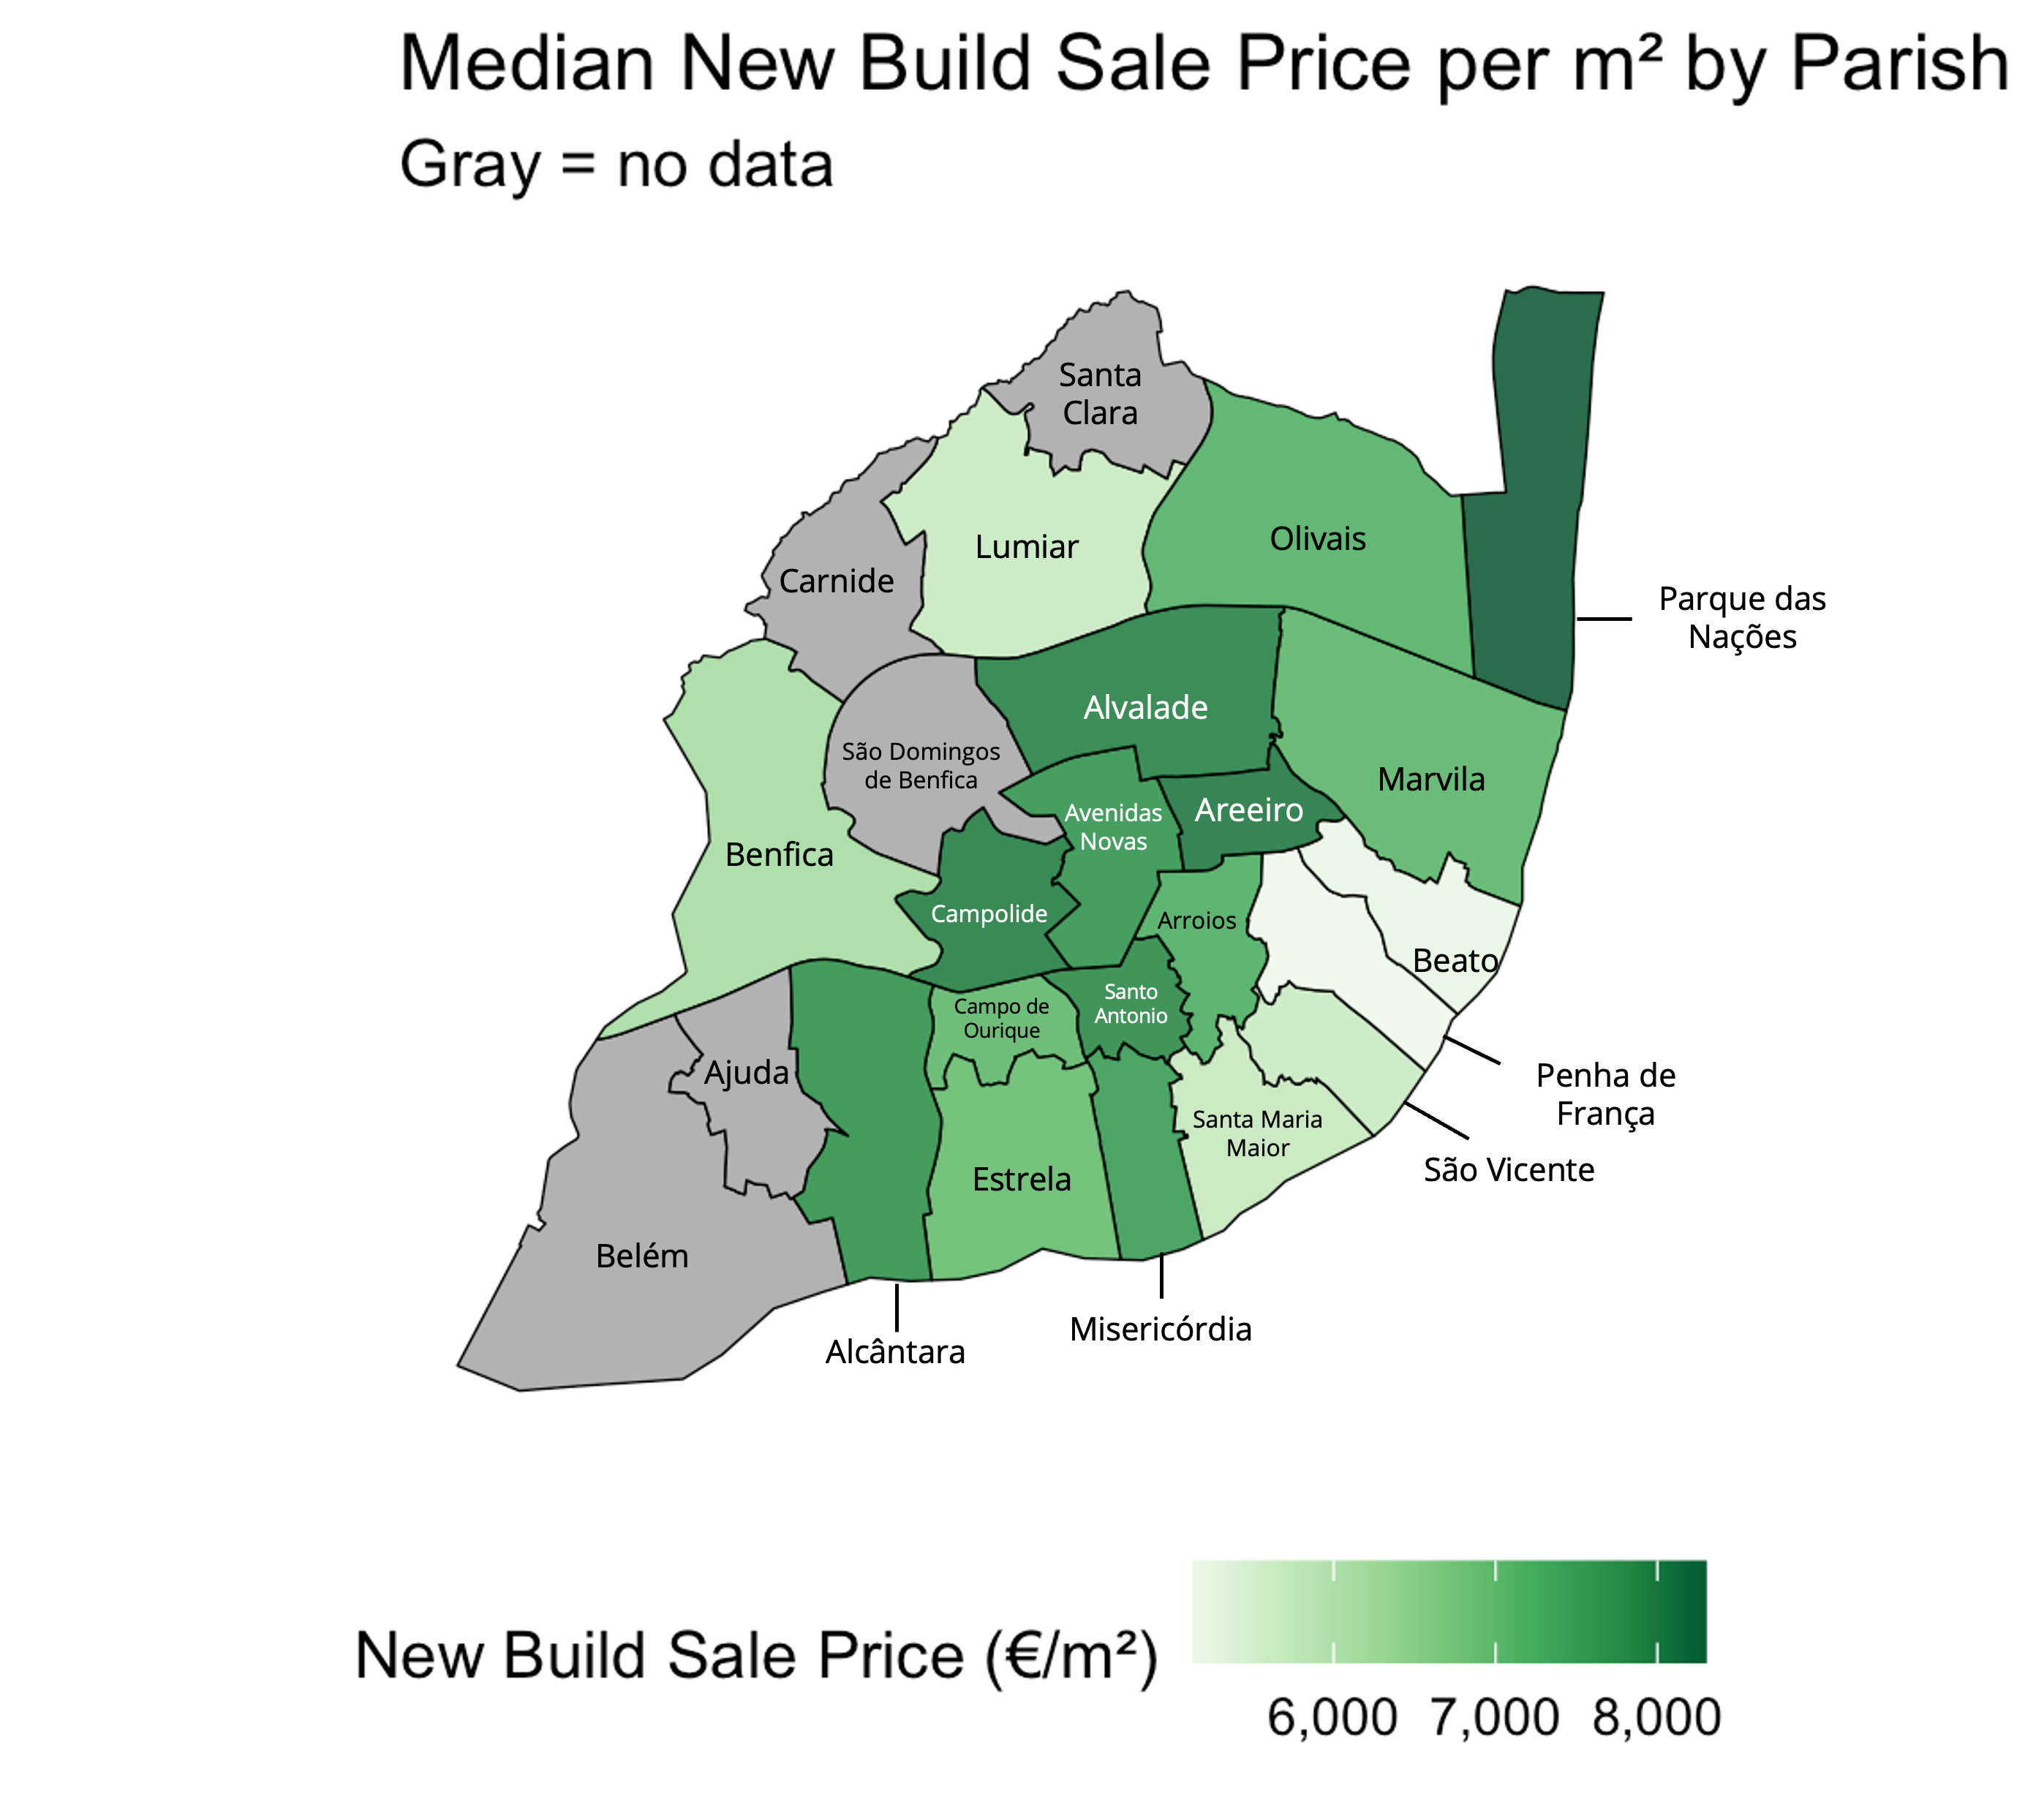 Median New Build Sale Price per m² by Parish
Gray = no data
Santa
Clara
Lumiar
Olivais
Carnide
Parque das
Nações
Alvalade
São Domingos
de Benfica
Marvila
Avenidas
Novas
Areeiro
Benfica
Campolide
Arroios
Beato
Santo
Antonio
Campo de
Ourique
Ajuda
Penha de
França
Santa Maria
Maior
São Vicente
Estrela
Belém
Misericórdia
Alcântara
New Build Sale Price (€/m²)
6,000 7,000 8,000